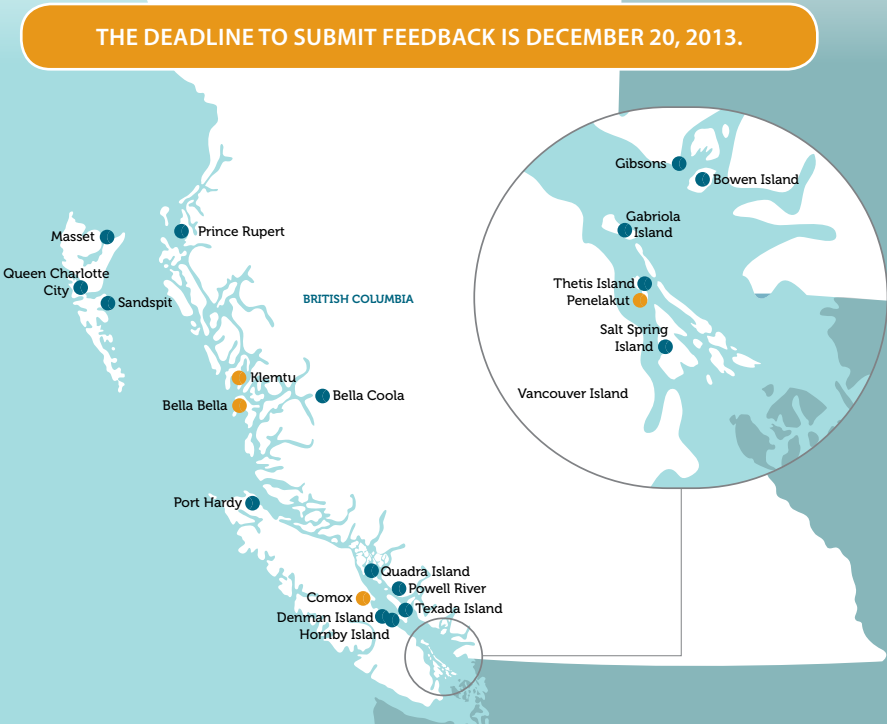 THE DEADLINE TO SUBMIT FEEDBACK IS DECEMBER 20, 2013.
Gibsons
Bowen Island
Gabriola
Island
Masset
Prince Rupert
Queen Charlotte
City
Sandspit
BRITISH COLUMBIA
Thetis Island
Penelakut
Salt Spring
Island
Klemtu
Bella Bella
Bella Coola
Vancouver Island
Port Hardy
Quadra Island
Powell River
Comox
Texada Island
Denman Island
Hornby Island